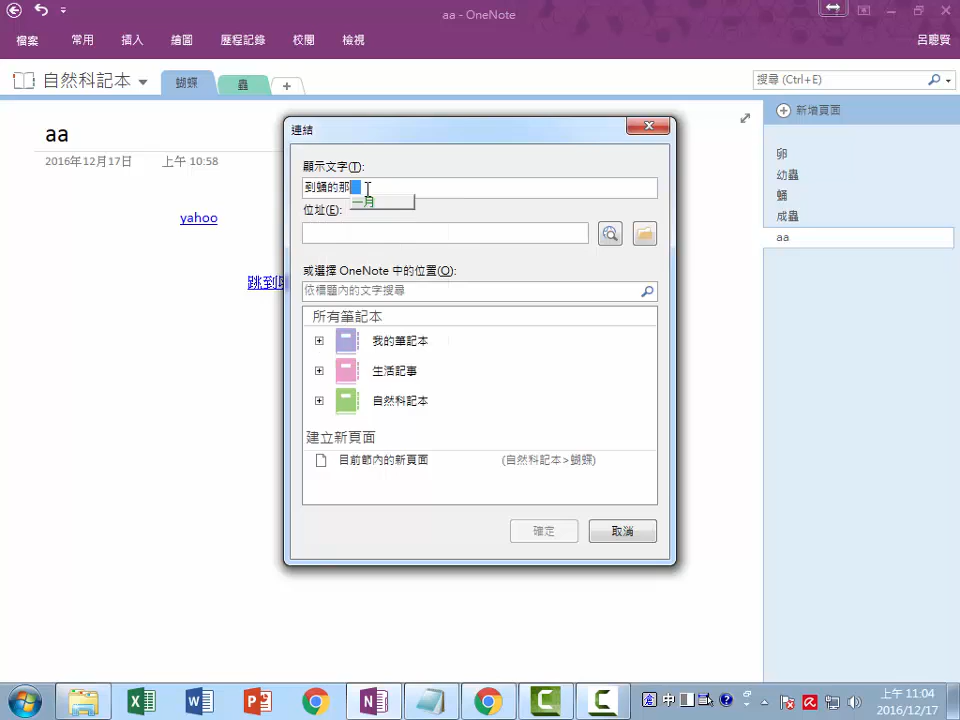 aa - OneNote
檔案 常用 插入 繪圖 歷程記錄 校閱 檢視 呂聰賢
自然科記本 蝴蝶 蟲 + 搜尋 (Ctrl+E)
新增頁面
aa
2016年12月17日 上午 10:58
卵
幼蟲
蛹
成蟲
aa
yahoo
跳到
連結
顯示文字(T):
到蛹的那
一月
位址(E):
或選擇 OneNote 中的位置(O):
依標題內的文字搜尋
所有筆記本
我的筆記本
生活記事
自然科記本
建立新頁面
目前節內的新頁面 (自然科記本>蝴蝶)
確定 取消
中
上午 11:04
2016/12/17